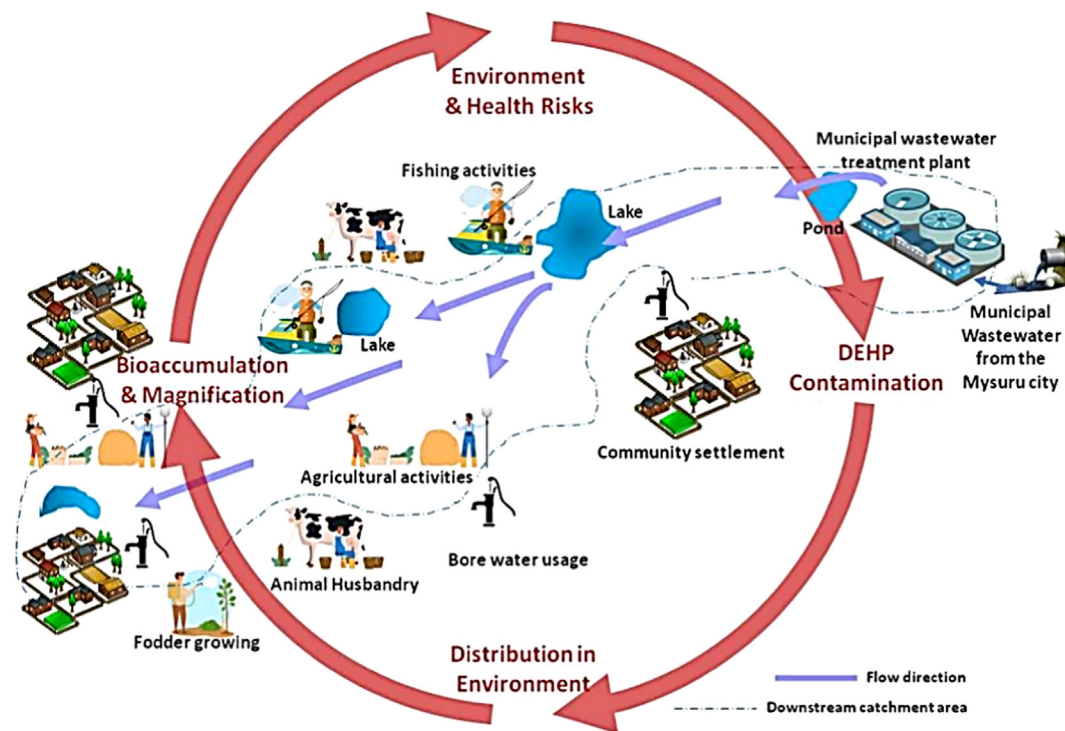 Environment
& Health Risks
Municipal wastewater
treatment plant
Fishing activities
Lake
Pond
Municipal
Wastewater
from the
Mysuru city
Lake
DEHP
Contamination
Bioaccumulation
& Magnification
Community settlement
Agricultural activities
Bore water usage
Animal Husbandry
Fodder growing
Distribution in
Environment
Flow direction
Downstream catchment area